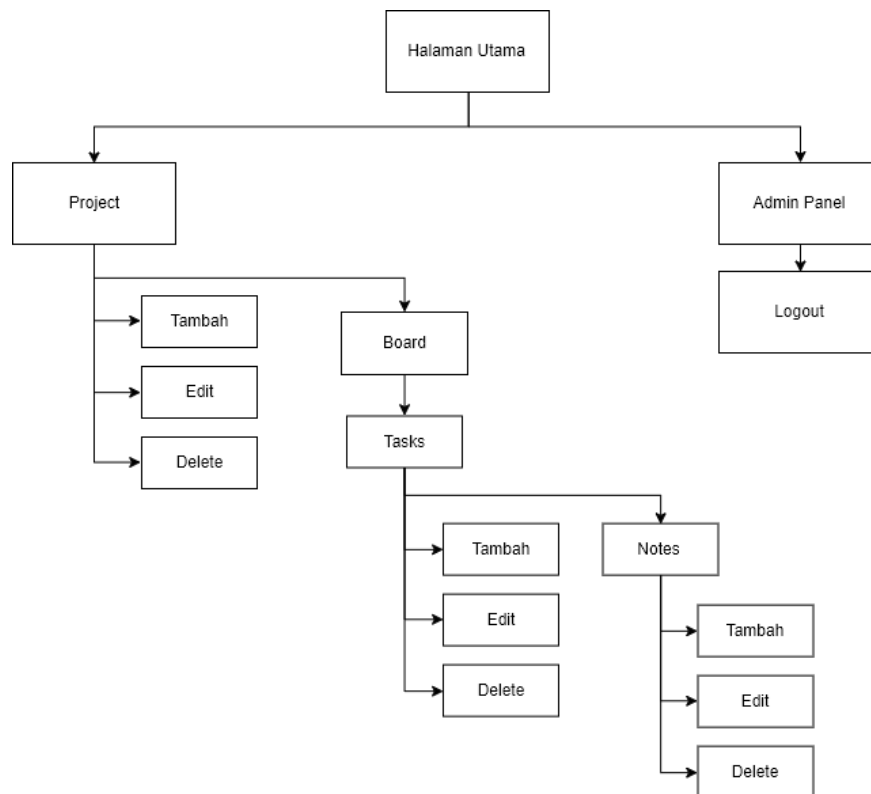 Halaman Utama
Project
Admin Panel
Logout
Tambah
Board
Edit
Tasks
Delete
Tambah
Notes
Edit
Tambah
Delete
Edit
Delete